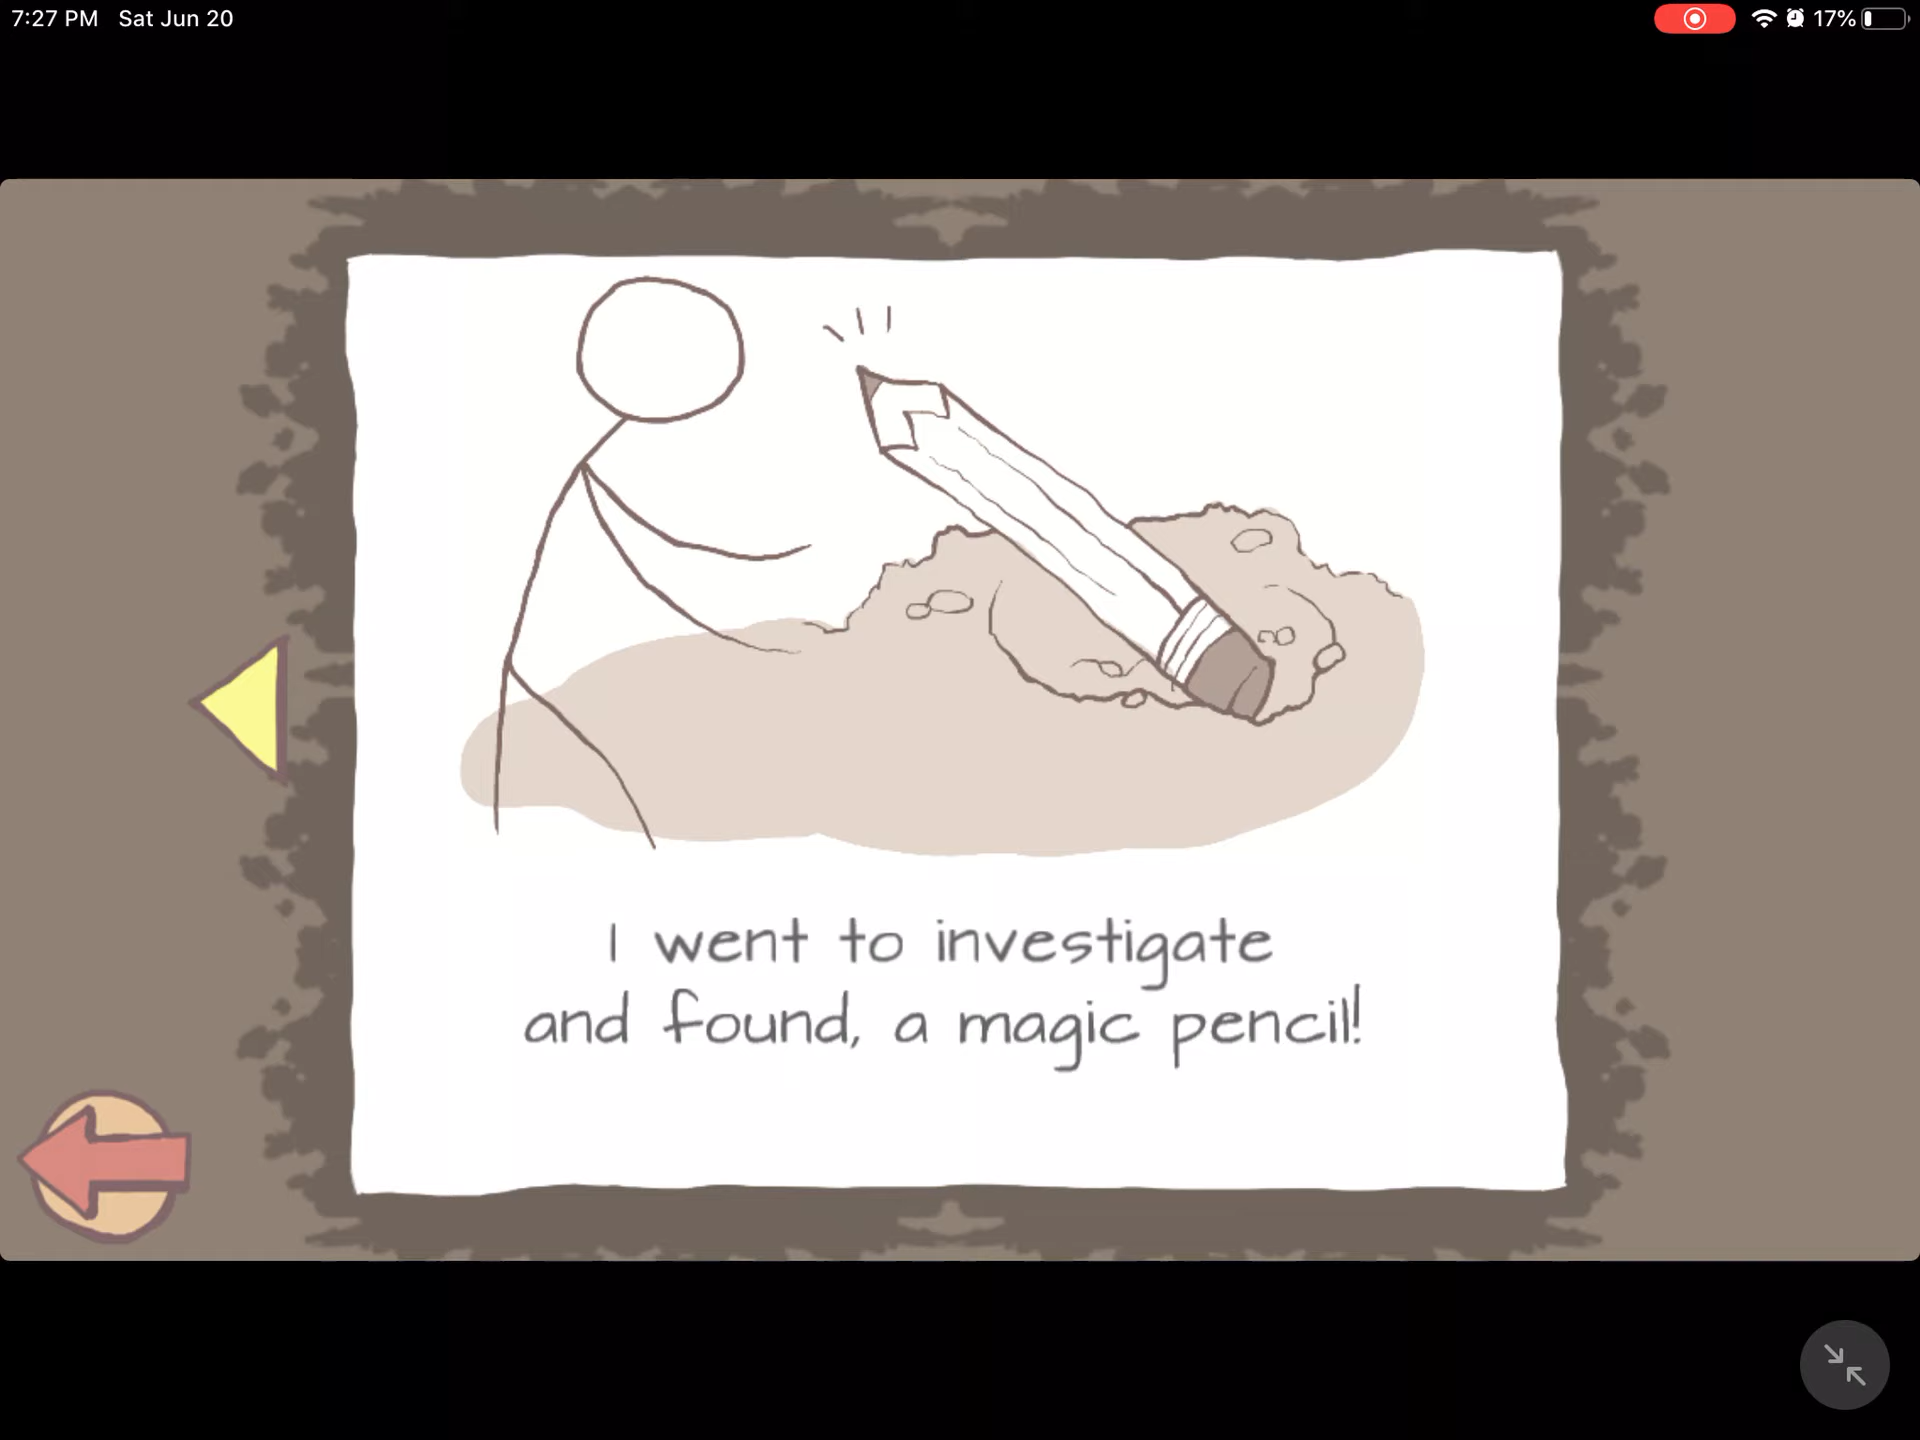 7:27 PM Sat Jun 20 17%
I went to investigate
and found, a magic pencil!